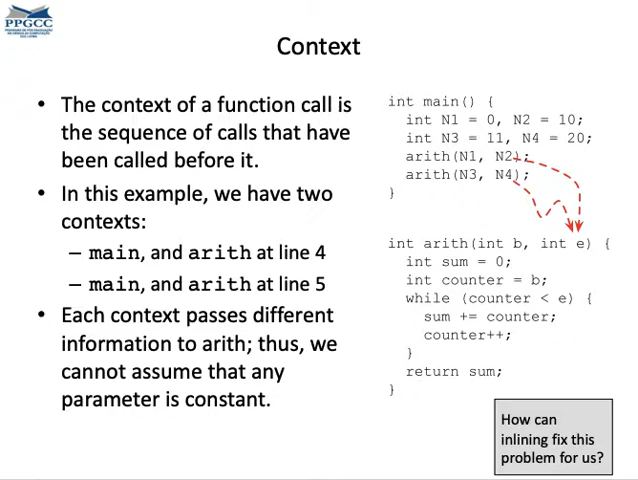 PPGCC
Context
• The context of a function call is
the sequence of calls that have
been called before it.
• In this example, we have two
contexts:
– main, and arith at line 4
– main, and arith at line 5
• Each context passes different
information to arith; thus, we
cannot assume that any
parameter is constant.
int main() {
int N1 = 0, N2 = 10;
int N3 = 11, N4 = 20;
arith(N1, N2);
arith(N3, N4);
}
int arith(int b, int e) {
int sum = 0;
int counter = b;
while (counter < e) {
sum += counter;
counter++;
}
return sum;
}
How can
inlining fix this
problem for us?